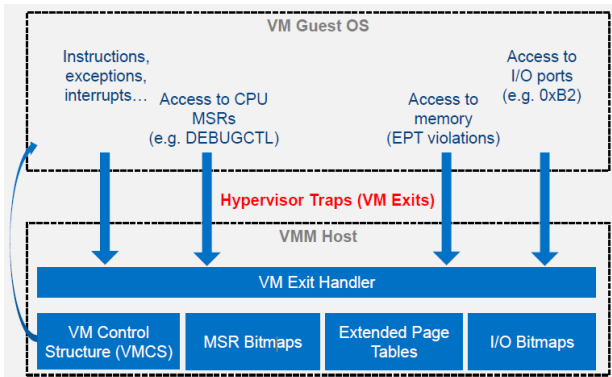 VM Guest OS
Instructions,
exceptions,
interrupts…
Access to CPU
MSRs
(e.g. DEBUGCTL)
Access to
memory
(EPT violations)
Access to
I/O ports
(e.g. 0xB2)
Hypervisor Traps (VM Exits)
VMM Host
VM Exit Handler
VM Control
Structure (VMCS)
MSR Bitmaps
Extended Page
Tables
I/O Bitmaps